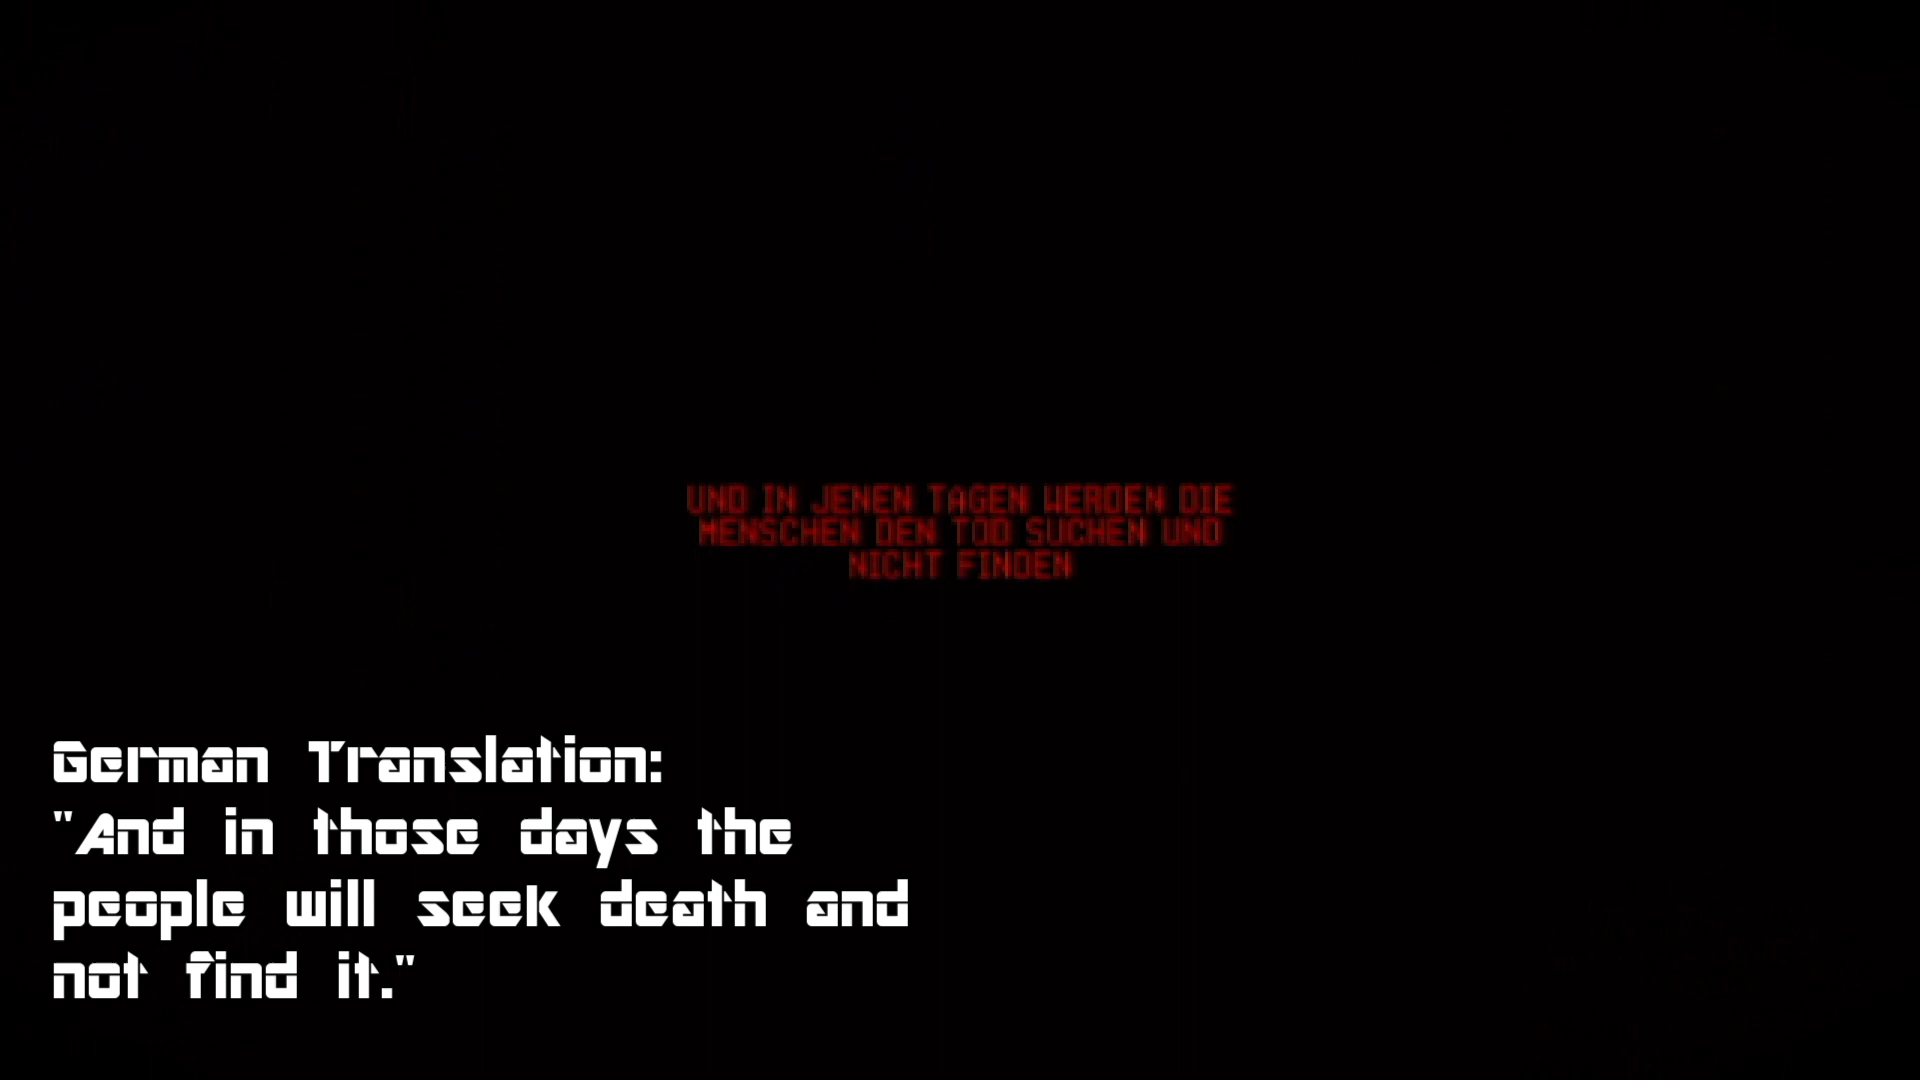 UND IN JENEN TAGEN WERDEN DIE
MENSCHEN DEN TOD SUCHEN UND
NICHT FINDEN
German Translation:
"And in those days the
people will seek death and
not find it."